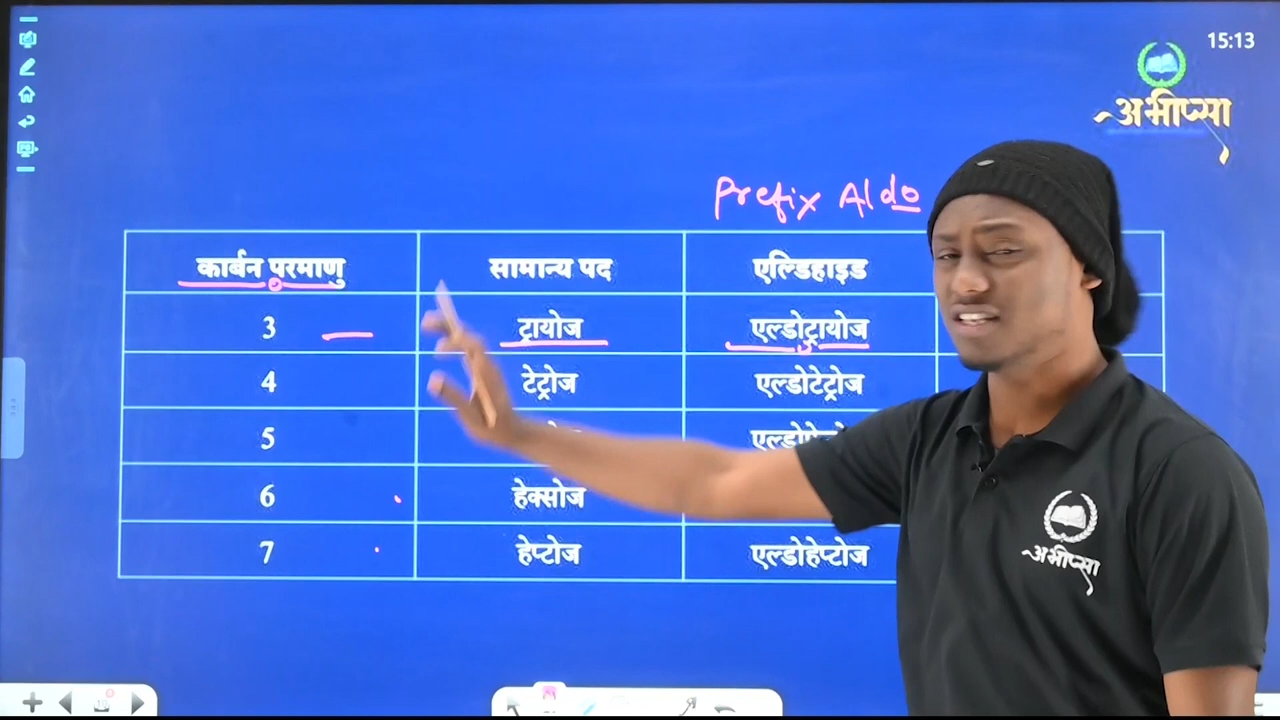 15:13
अभीप्सा
Prefix Aldo
कार्बन परमाणु सामान्य पद एल्डिहाइड
3 ट्रायोज एल्डोट्रायोज
4 टेट्रोज एल्डोटेट्रोज
5
6 हेक्सोज
7 हेप्टोज एल्डोहेप्टोज
अभीप्सा